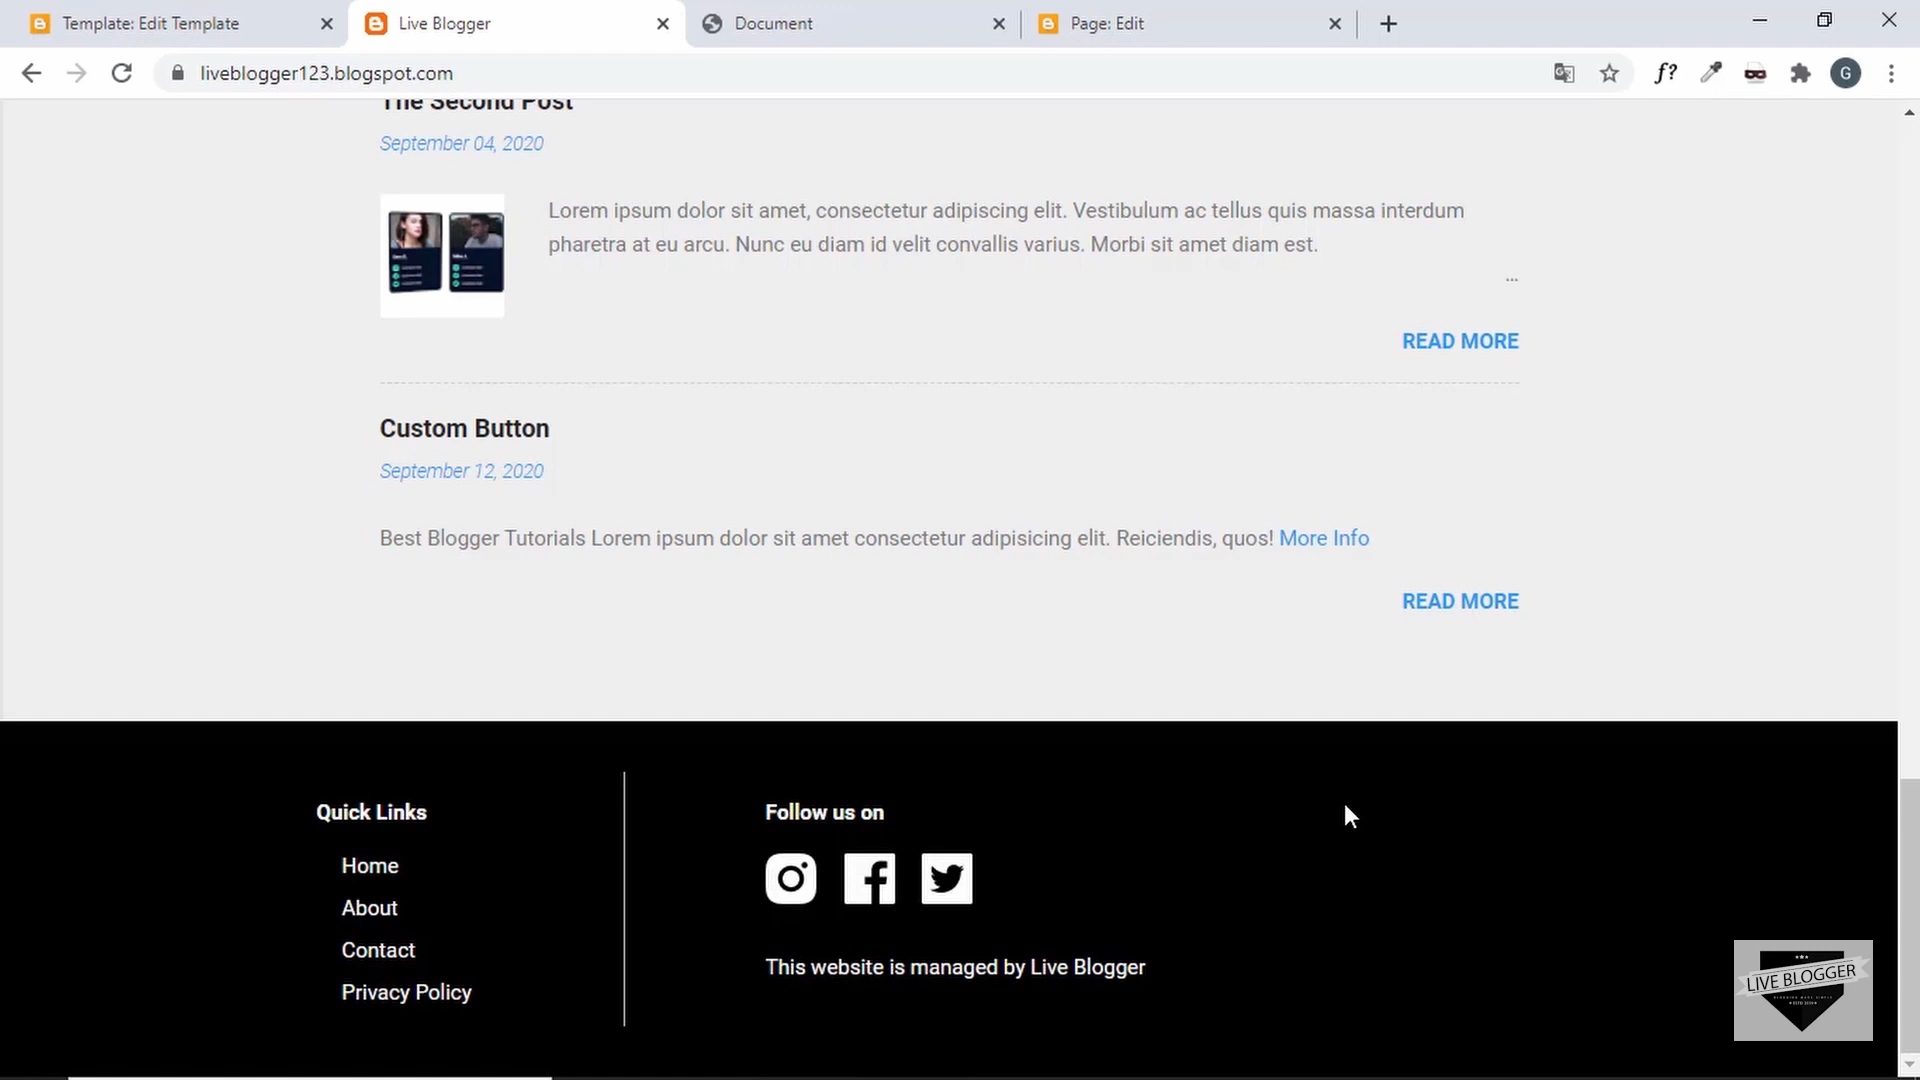 Template: Edit Template
Live Blogger
Document
Page: Edit
liveblogger123.blogspot.com
f?
G
The Second Post
September 04, 2020
Lorem ipsum dolor sit amet, consectetur adipiscing elit. Vestibulum ac tellus quis massa interdum
pharetra at eu arcu. Nunc eu diam id velit convallis varius. Morbi sit amet diam est.
...
READ MORE
Custom Button
September 12, 2020
Best Blogger Tutorials Lorem ipsum dolor sit amet consectetur adipisicing elit. Reiciendis, quos! More Info
READ MORE
Quick Links
Home
About
Contact
Privacy Policy
Follow us on
This website is managed by Live Blogger
LIVE BLOGGER